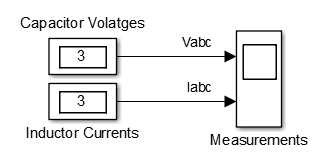 Capacitor Volatges
3
Vabc
3
Iabc
Inductor Currents
Measurements